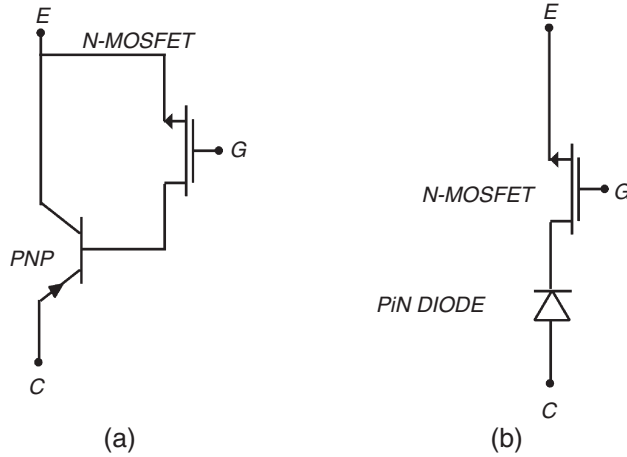 E
N-MOSFET
G
PNP
C
(a)
E
N-MOSFET
G
PiN DIODE
C
(b)